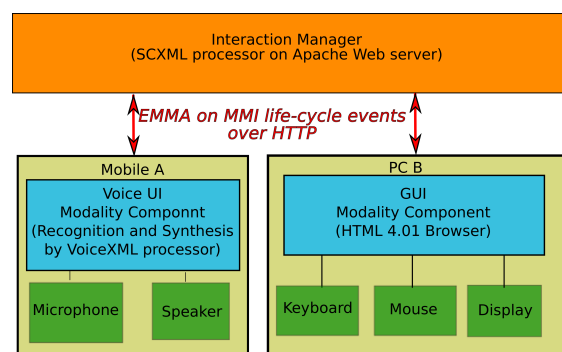 Interaction Manager
(SCXML processor on Apache Web server)
EMMA on MMI life-cycle events
over HTTP
Mobile A
Voice UI
Modality Componnt
(Recognition and Synthesis
by VoiceXML processor)
Microphone
Speaker
PC B
GUI
Modality Component
(HTML 4.01 Browser)
Keyboard
Mouse
Display